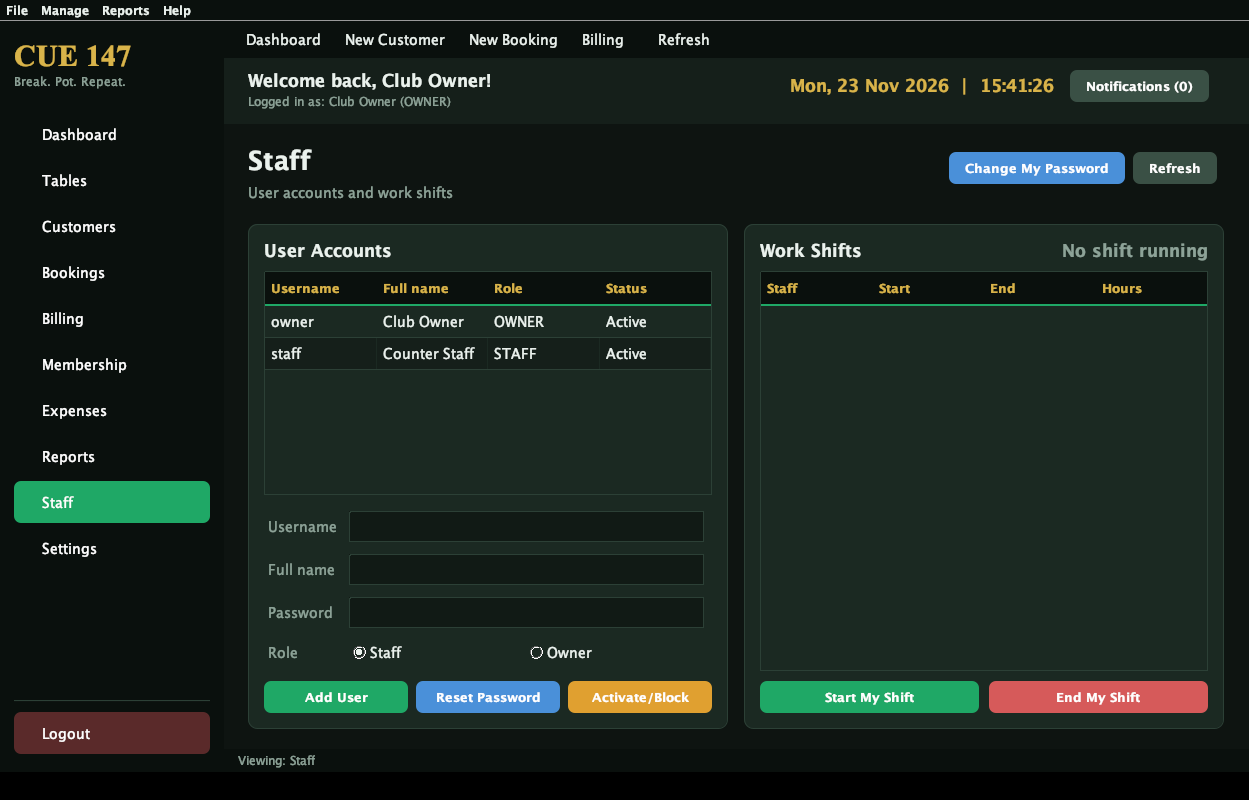 File Manage Reports Help
CUE 147
Break. Pot. Repeat.
Dashboard
Tables
Customers
Bookings
Billing
Membership
Expenses
Reports
Staff
Settings
Logout
Dashboard New Customer New Booking Billing Refresh
Welcome back, Club Owner!
Logged in as: Club Owner (OWNER)
Mon, 23 Nov 2026 | 15:41:26
Notifications (0)
Staff
User accounts and work shifts
Change My Password Refresh
User Accounts
Username Full name Role Status
owner Club Owner OWNER Active
staff Counter Staff STAFF Active
Username
Full name
Password
Role Staff Owner
Add User Reset Password Activate/Block
Work Shifts No shift running
Staff Start End Hours
Start My Shift End My Shift
Viewing: Staff